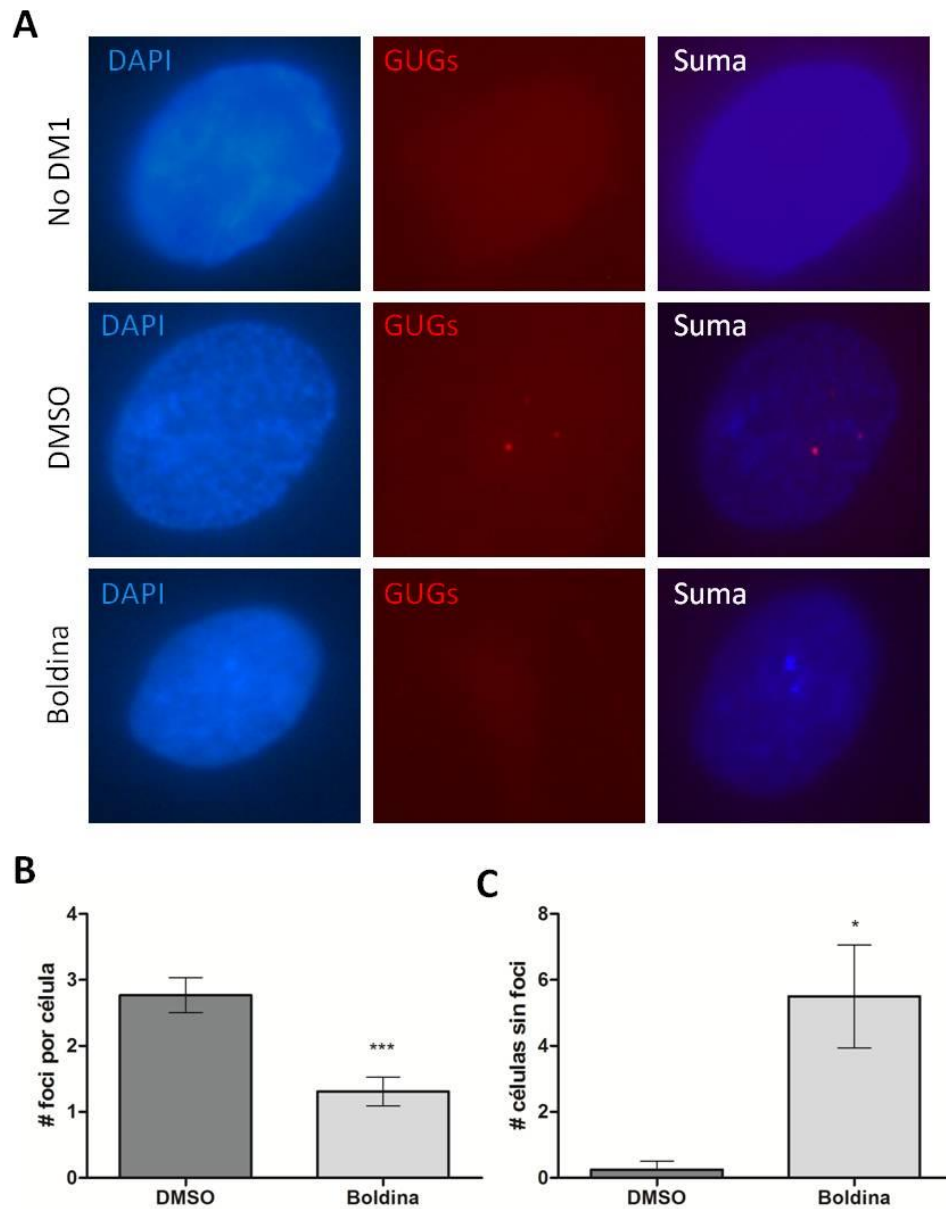 A
DAPI GUGs Suma
No DM1
DAPI GUGs Suma
DMSO
DAPI GUGs Suma
Boldina
B
# foci por célula
4
3
2
1
0
***
DMSO Boldina
C
# células sin foci
8
6
4
2
0
*
DMSO Boldina